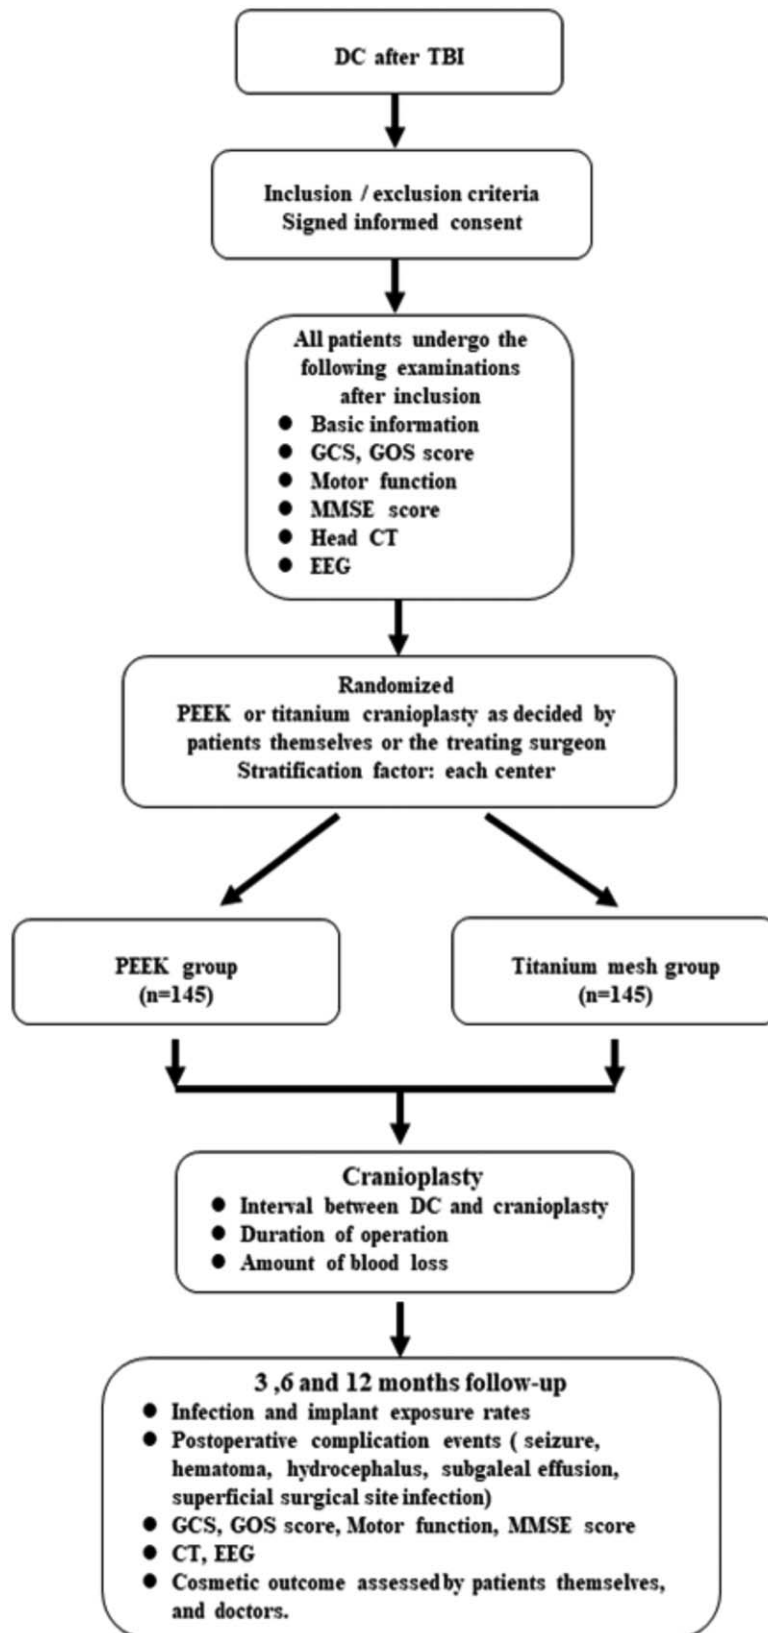 DC after TBI
Inclusion / exclusion criteria
Signed informed consent
All patients undergo the
following examinations
after inclusion
● Basic information
● GCS, GOS score
● Motor function
● MMSE score
● Head CT
● EEG
Randomized
PEEK or titanium cranioplasty as decided by
patients themselves or the treating surgeon
Stratification factor: each center
PEEK group
(n=145)
Titanium mesh group
(n=145)
Cranioplasty
● Interval between DC and cranioplasty
● Duration of operation
● Amount of blood loss
3 ,6 and 12 months follow-up
● Infection and implant exposure rates
● Postoperative complication events ( seizure,
hematoma, hydrocephalus, subgaleal effusion,
superficial surgical site infection)
● GCS, GOS score, Motor function, MMSE score
● CT, EEG
● Cosmetic outcome assessed by patients themselves,
and doctors.